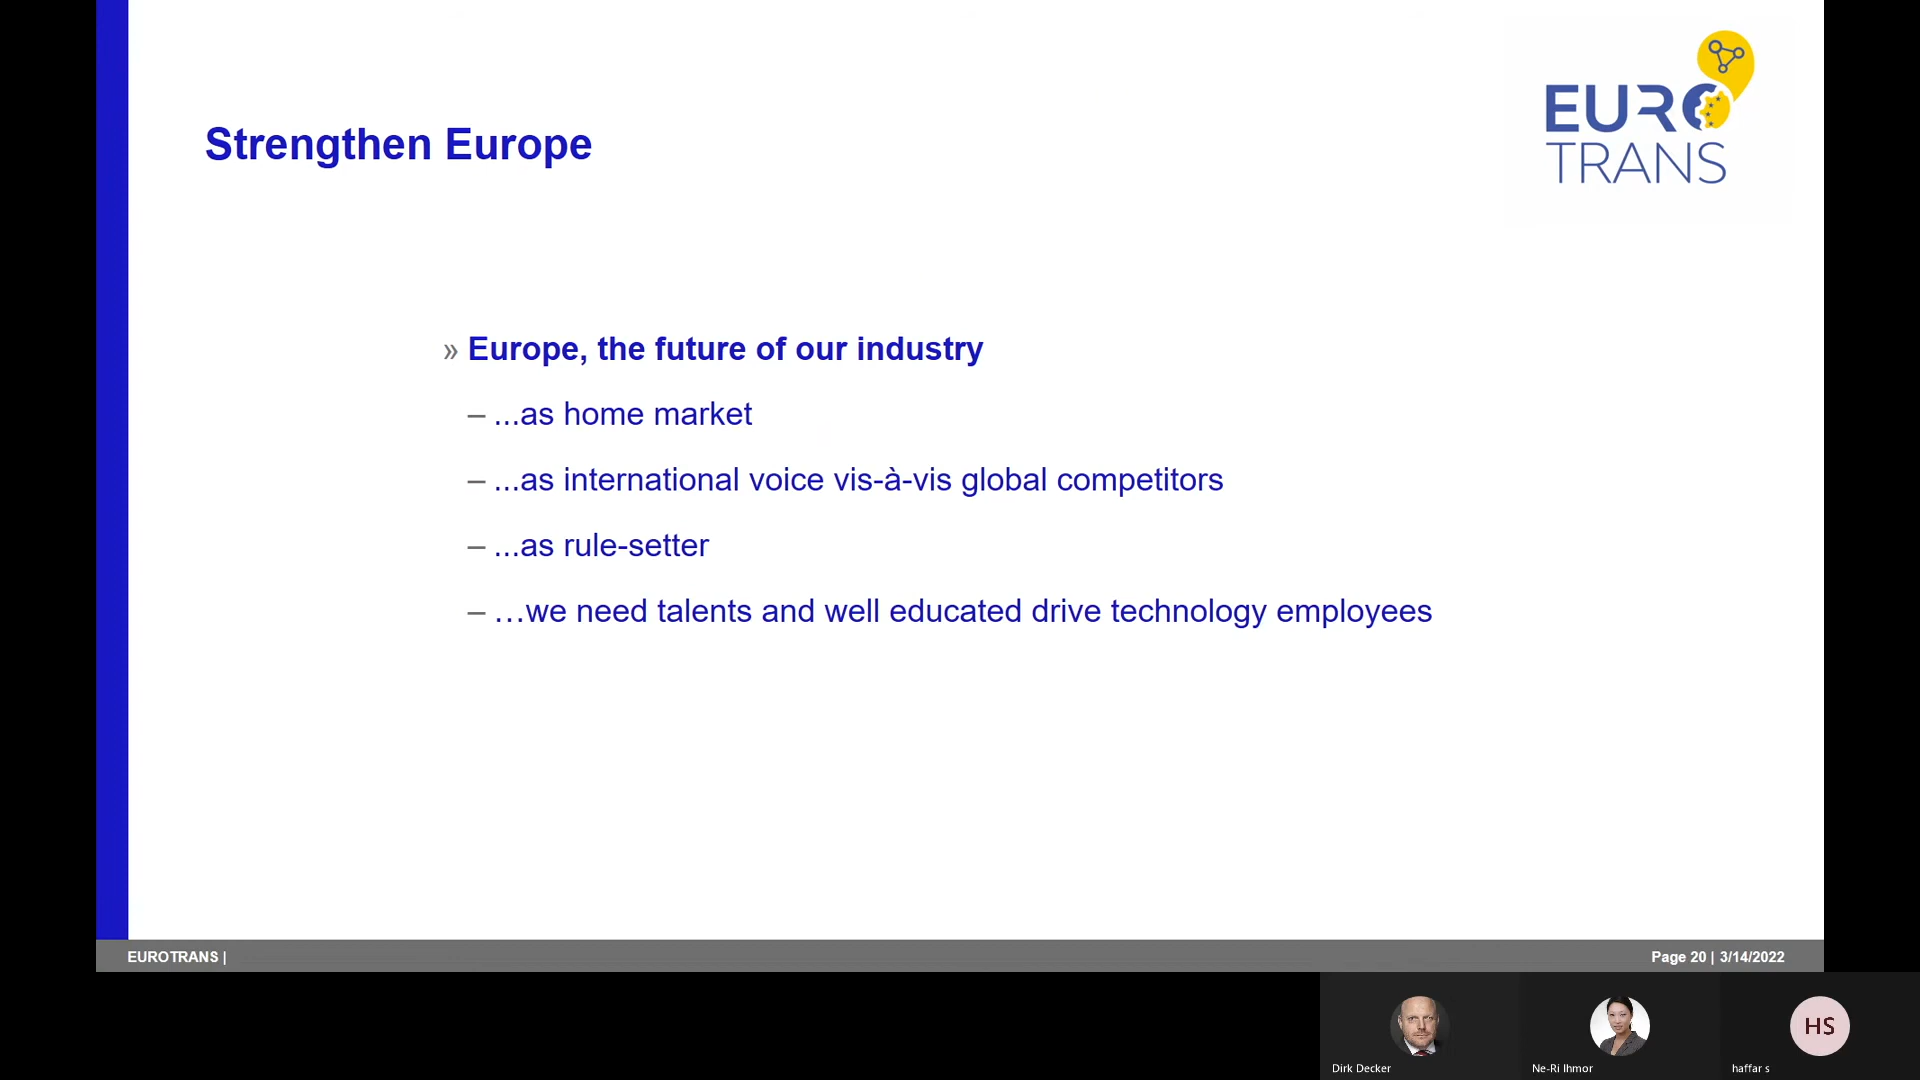 EURO
TRANS
Strengthen Europe
» Europe, the future of our industry
– ...as home market
– ...as international voice vis-à-vis global competitors
– ...as rule-setter
– …we need talents and well educated drive technology employees
EUROTRANS |
Page 20 | 3/14/2022
HS
Dirk Decker
Ne-Ri Ihmor
haffar s